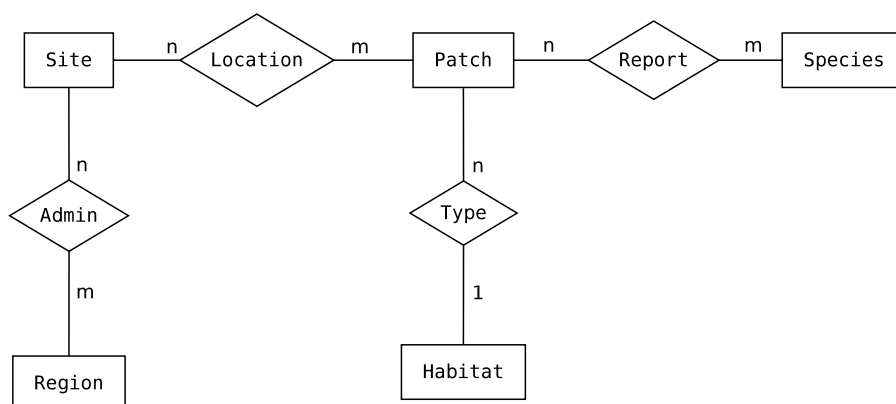 Site n Location m Patch n Report m Species
n n
Admin Type
m 1
Region Habitat